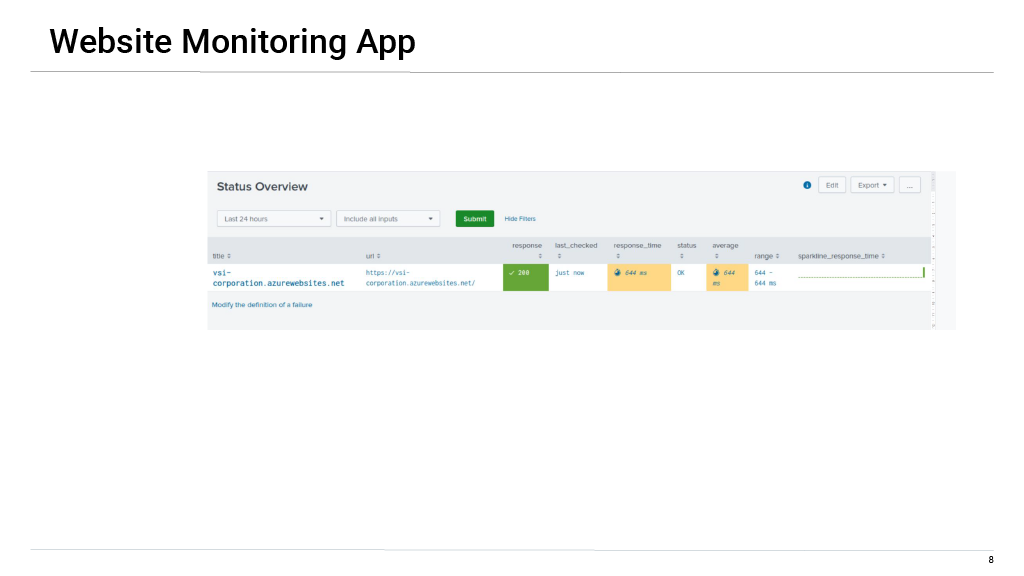 Website Monitoring App
Status Overview
Edit
Export
...
Last 24 hours
Include all inputs
Submit
Hide Filters
title
url
response
last_checked
response_time
status
average
range
sparkline_response_time
vsi-
corporation.azurewebsites.net
https://vsi-
corporation.azurewebsites.net/
200
just now
644 ms
OK
644
ms
644 -
644 ms
Modify the definition of a failure
8